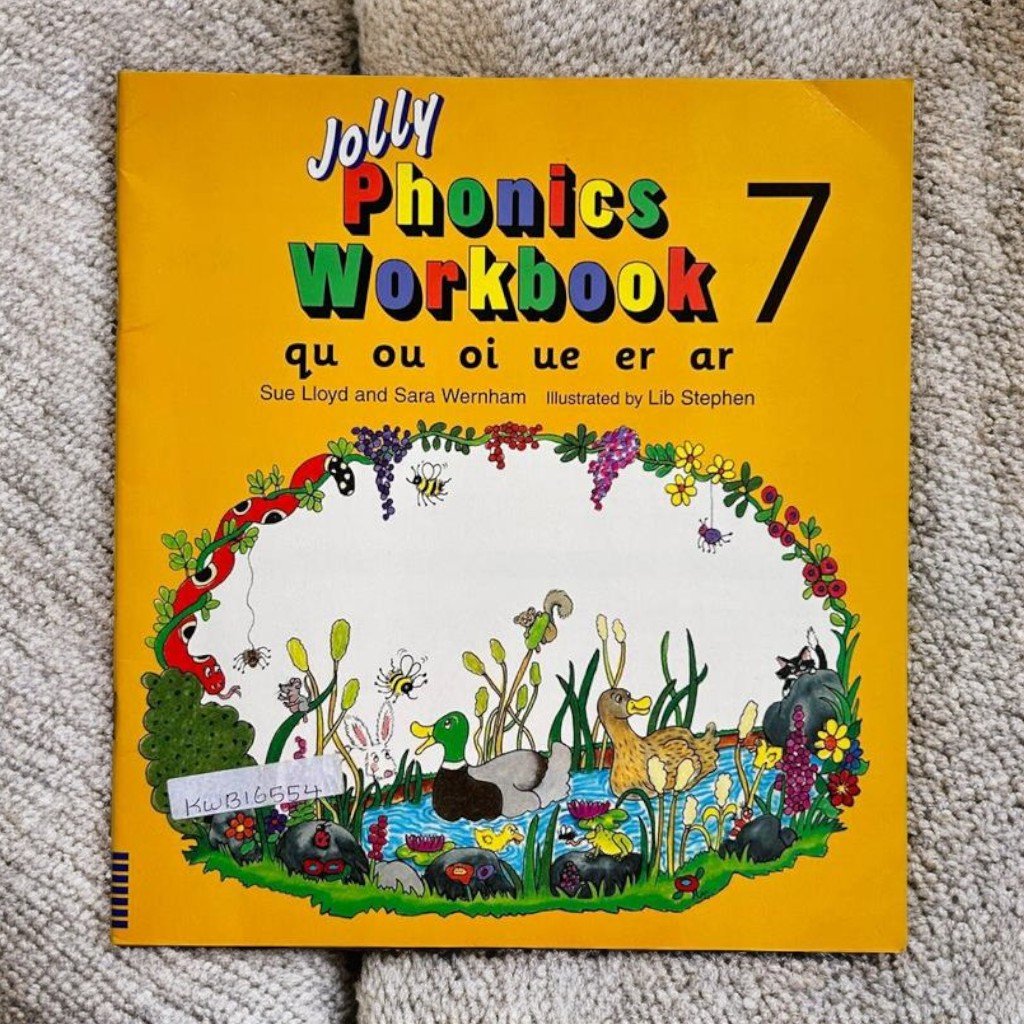 Jolly
Phonics
Workbook 7
qu ou oi ue er ar
Sue Lloyd and Sara Wernham Illustrated by Lib Stephen
KWB16554